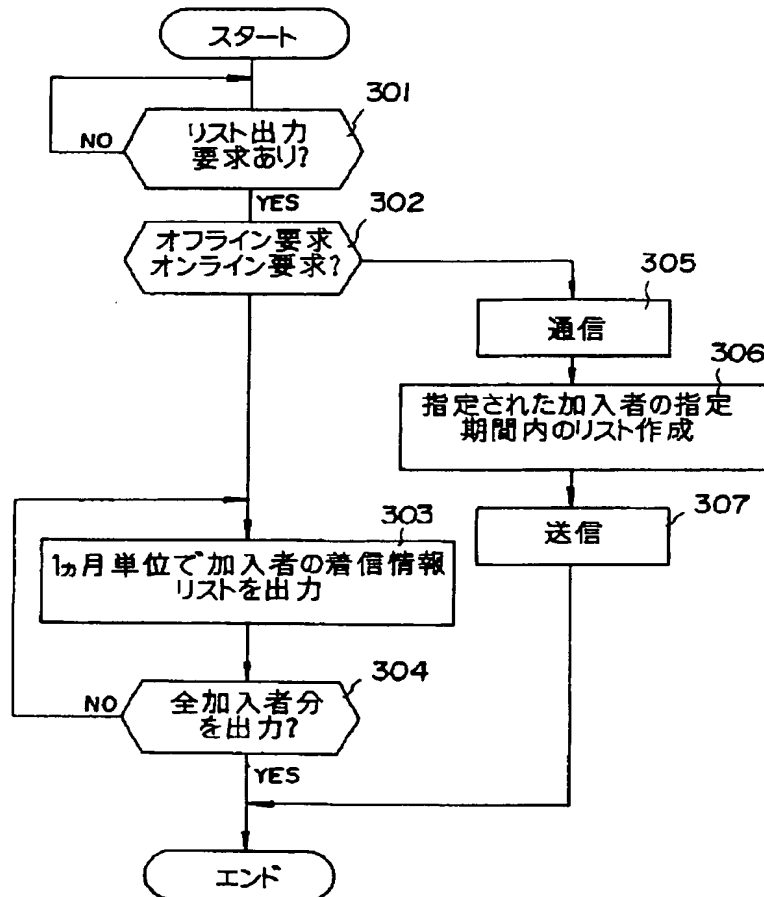 スタート
301
リスト出力
要求あり?
NO
YES
302
オフライン要求
オンライン要求?
305
通信
306
指定された加入者の指定
期間内のリスト作成
307
送信
303
1ヵ月単位で加入者の着信情報
リストを出力
304
全加入者分
を出力?
NO
YES
エンド